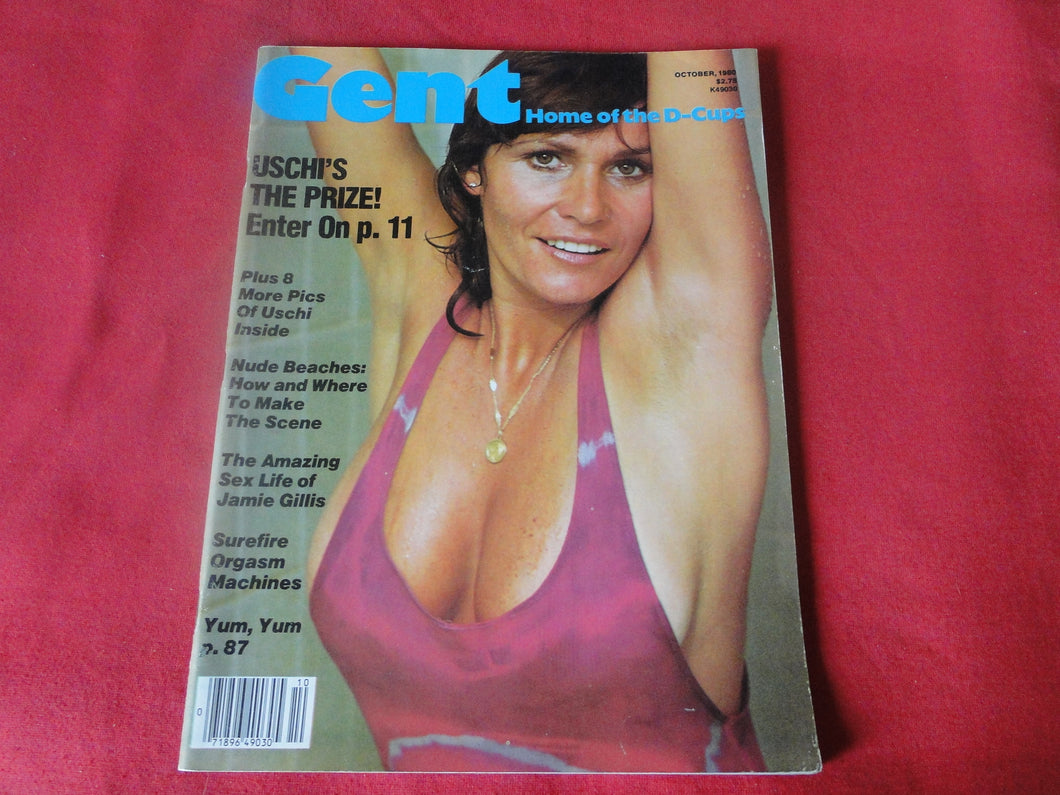 Gent
Home of the D-Cups
OCTOBER, 1980
$2.75
K49030
USCHI'S
THE PRIZE!
Enter On p. 11
Plus 8
More Pics
Of Uschi
Inside
Nude Beaches:
How and Where
To Make
The Scene
The Amazing
Sex Life of
Jamie Gillis
Surefire
Orgasm
Machines
Yum, Yum
p. 87
10
0
71896 49030